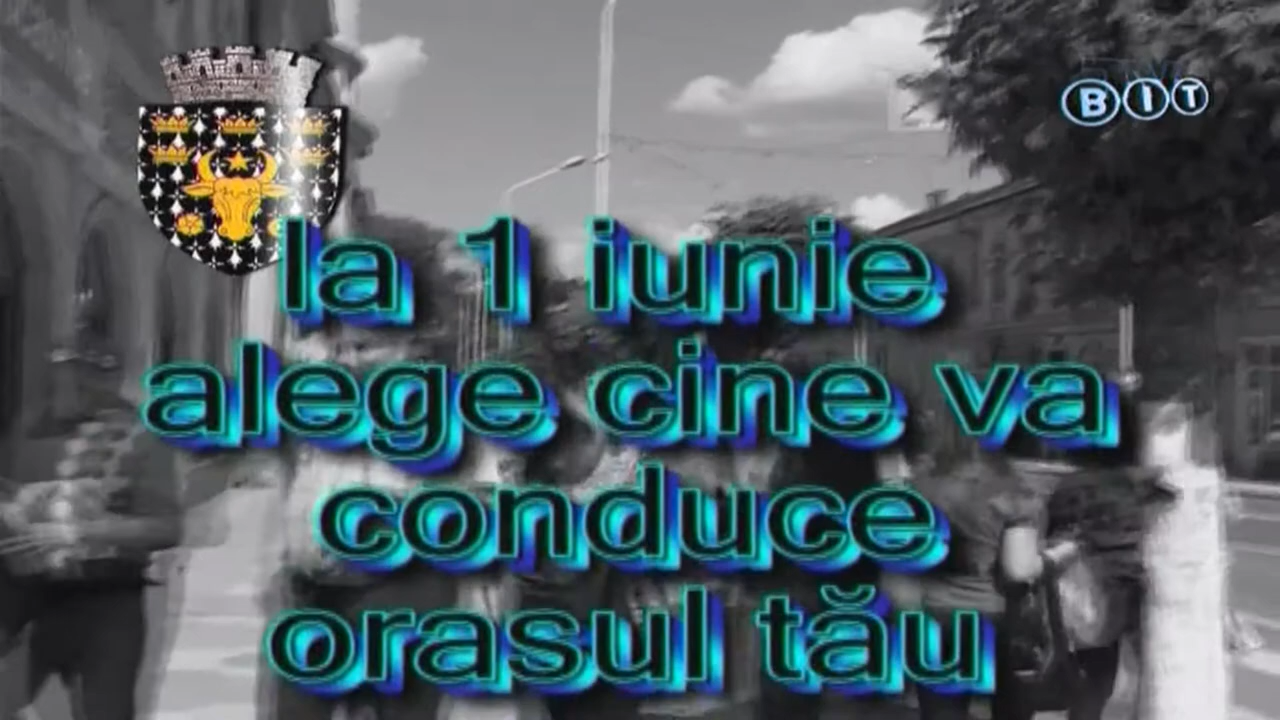 BIT
la 1 iunie
alege cine va
conduce
orasul tău